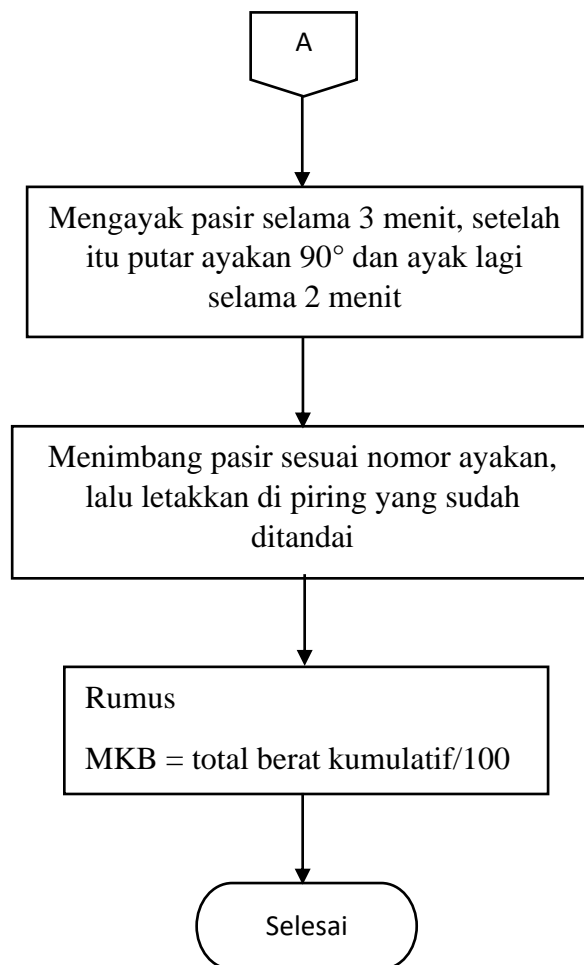 A
Mengayak pasir selama 3 menit, setelah
itu putar ayakan 90° dan ayak lagi
selama 2 menit
Menimbang pasir sesuai nomor ayakan,
lalu letakkan di piring yang sudah
ditandai
Rumus
MKB = total berat kumulatif/100
Selesai